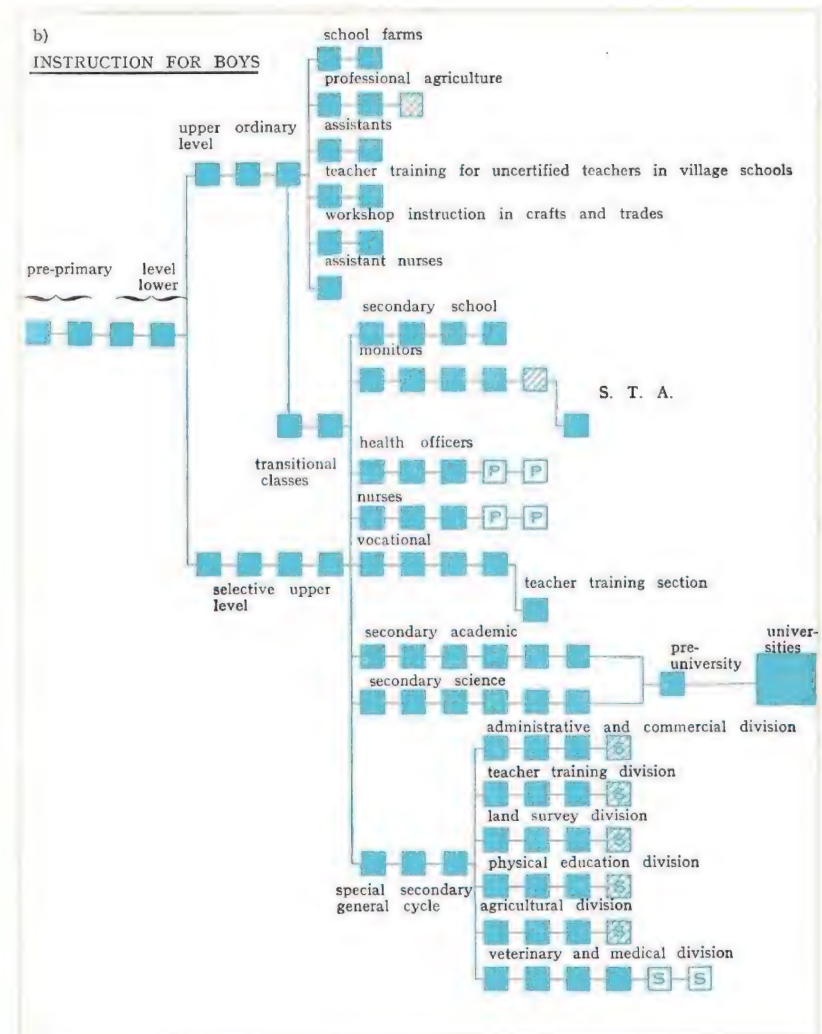 b)
INSTRUCTION FOR BOYS
school farms
professional agriculture
upper ordinary
level
assistants
teacher training for uncertified teachers in village schools
workshop instruction in crafts and trades
assistant nurses
pre-primary
level
lower
secondary school
monitors
S. T. A.
transitional
classes
health officers
P P
nurses
P P
vocational
selective upper
level
teacher training section
secondary academic
secondary science
pre-
university
univer-
sities
administrative and commercial division
S
teacher training division
S
land survey division
S
physical education division
S
special secondary
general cycle
agricultural division
S
veterinary and medical division
S S